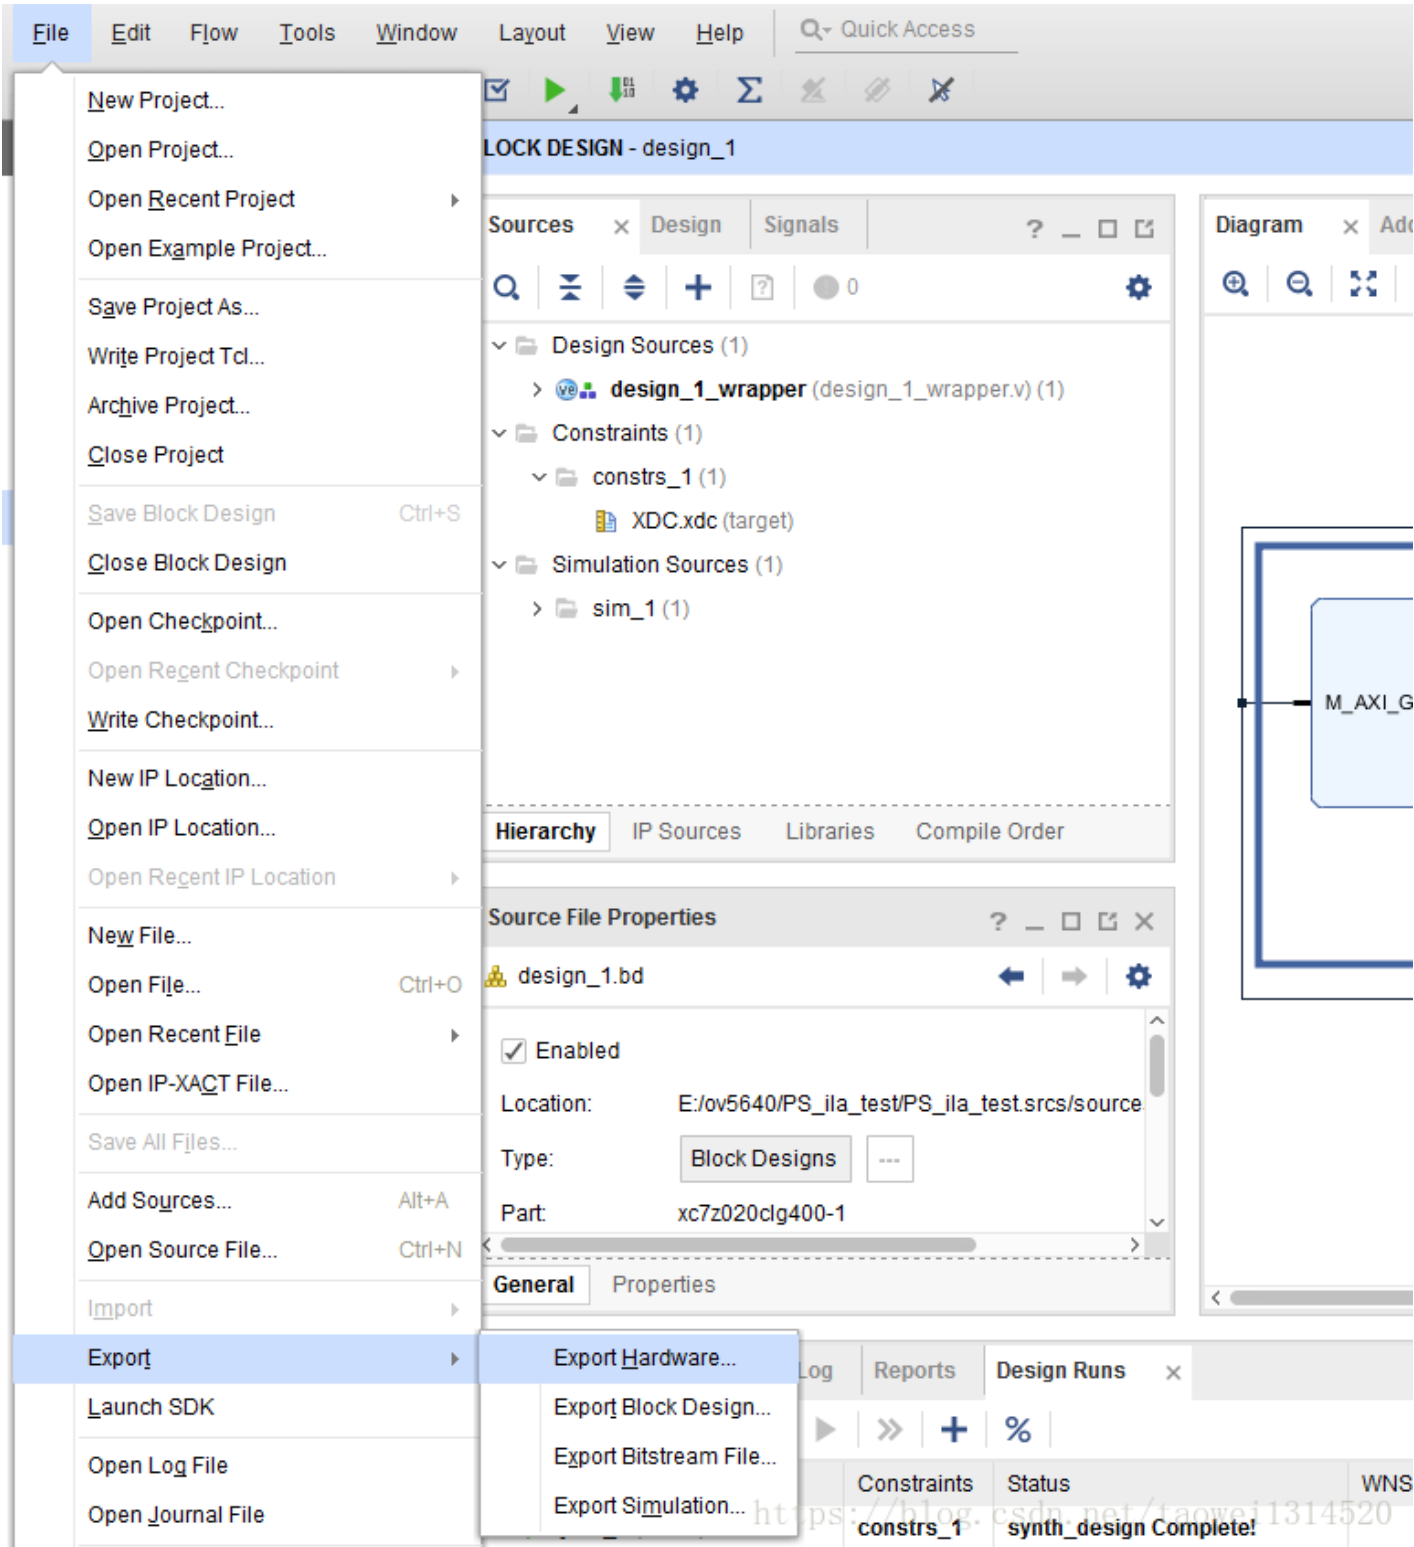 File Edit Flow Tools Window Layout View Help Quick Access
New Project...
Open Project...
Open Recent Project
Open Example Project...
Save Project As...
Write Project Tcl...
Archive Project...
Close Project
Save Block Design Ctrl+S
Close Block Design
Open Checkpoint...
Open Recent Checkpoint
Write Checkpoint...
New IP Location...
Open IP Location...
Open Recent IP Location
New File...
Open File... Ctrl+O
Open Recent File
Open IP-XACT File...
Save All Files...
Add Sources... Alt+A
Open Source File... Ctrl+N
Import
Export
Launch SDK
Open Log File
Open Journal File
Export Hardware...
Export Block Design...
Export Bitstream File...
Export Simulation...
LOCK DESIGN - design_1
Sources Design Signals
? 0
Design Sources (1)
design_1_wrapper (design_1_wrapper.v) (1)
Constraints (1)
constrs_1 (1)
XDC.xdc (target)
Simulation Sources (1)
sim_1 (1)
Hierarchy IP Sources Libraries Compile Order
Source File Properties
design_1.bd
Enabled
Location: E:/ov5640/PS_ila_test/PS_ila_test.srcs/source
Type: Block Designs ---
Part: xc7z020clg400-1
General Properties
Diagram Add
M_AXI_G
Log Reports Design Runs
Constraints Status WNS
constrs_1 synth_design Complete!
https://blog.csdn.net/taowei1314520